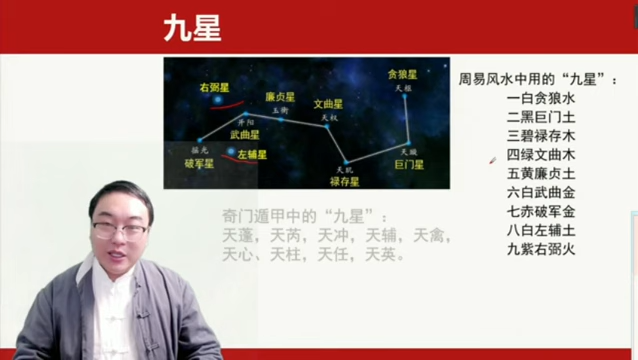 九星
贪狼星
天枢
右弼星
廉贞星
玉衡
文曲星
天权
开阳
武曲星
摇光
破军星
左辅星
天玑
禄存星
天璇
巨门星
周易风水中用的“九星”：
一白贪狼水
二黑巨门土
三碧禄存木
四绿文曲木
五黄廉贞土
六白武曲金
七赤破军金
八白左辅土
九紫右弼火
奇门遁甲中的“九星”：
天蓬，天芮，天冲，天辅，天禽，
天心、天柱，天任，天英。